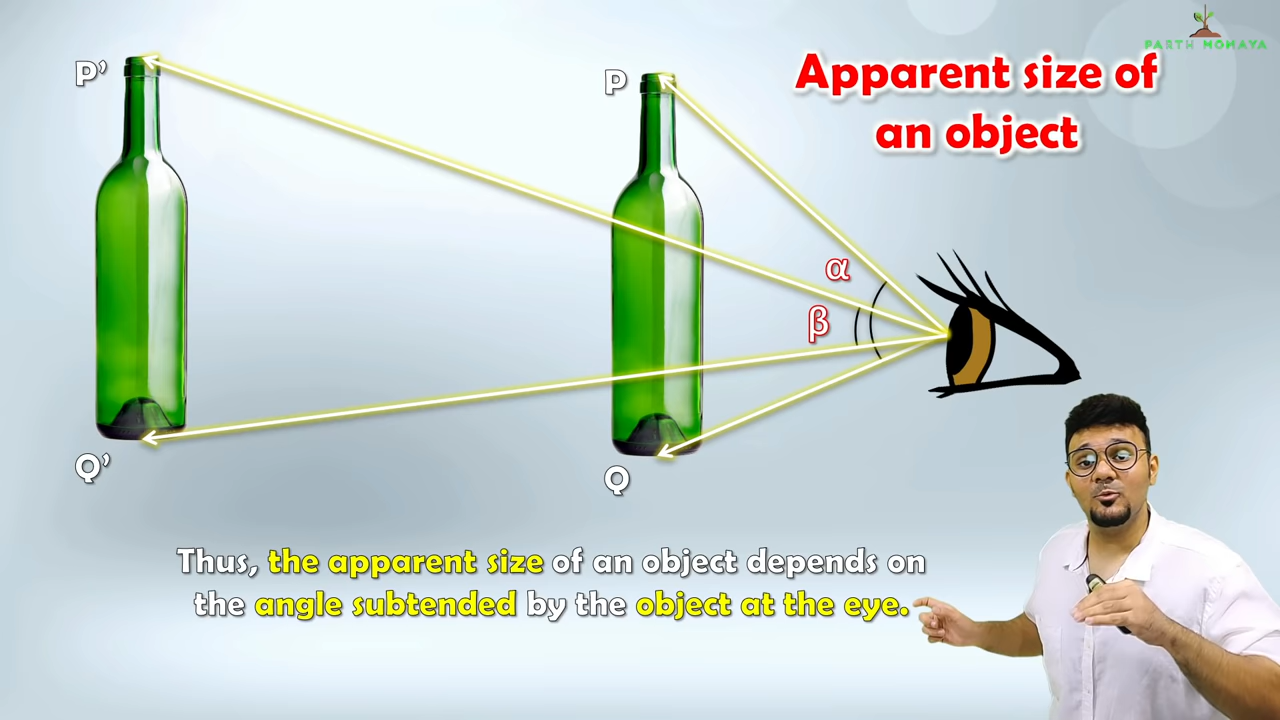 PARTH MOMAYA
Apparent size of
an object
P’
P
α
β
Q’
Q
Thus, the apparent size of an object depends on
the angle subtended by the object at the eye.